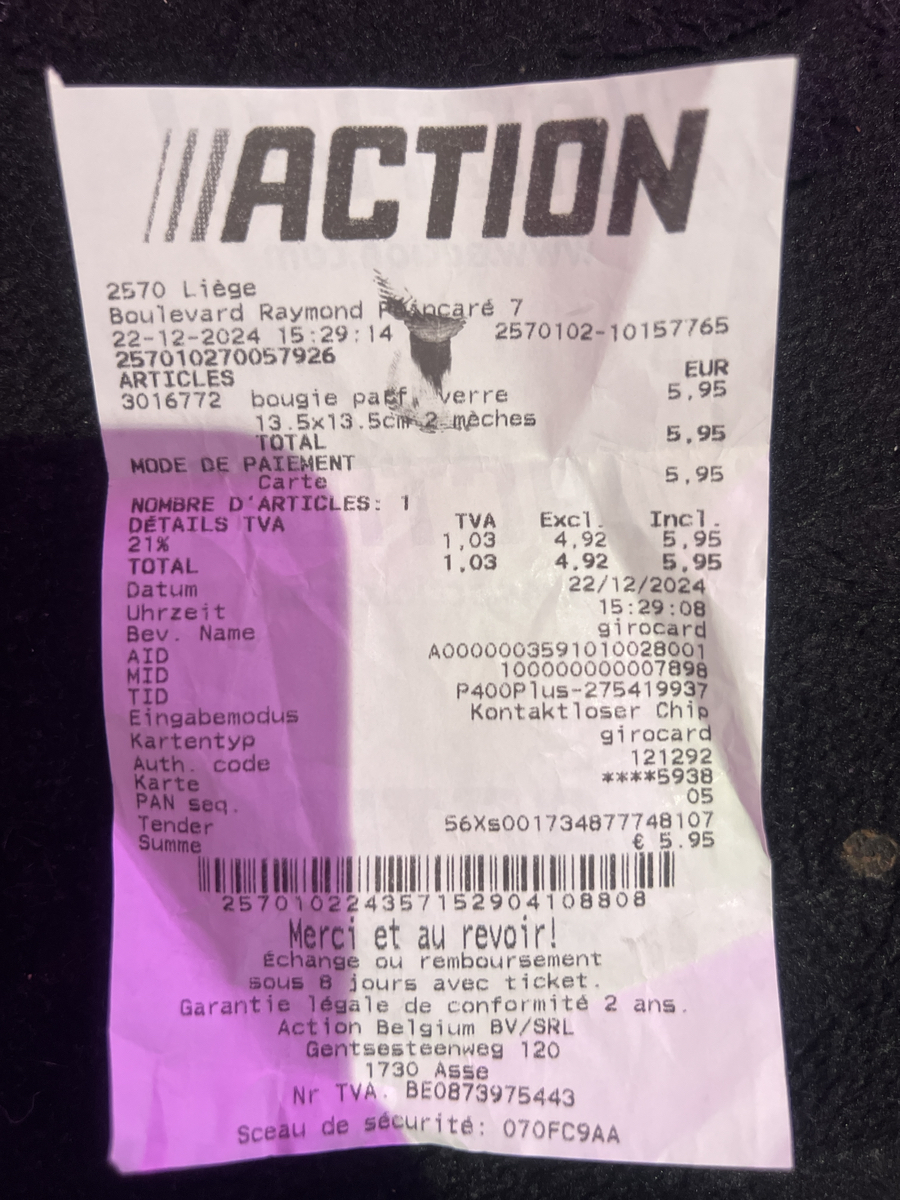 ACTION
2570 Liège
Boulevard Raymond Poincaré 7
22-12-2024 15:29:14 2570102-10157765
257010270057926
ARTICLES EUR
3016772 bougie parf. verre 5,95
13.5x13.5cm 2 mèches
TOTAL 5,95
MODE DE PAIEMENT
Carte 5,95
NOMBRE D'ARTICLES: 1
DÉTAILS TVA TVA Excl. Incl.
21% 1,03 4,92 5,95
TOTAL 1,03 4,92 5,95
Datum 22/12/2024
Uhrzeit 15:29:08
Bev. Name girocard
AID A0000003591010028001
MID 100000000007898
TID P400Plus-275419937
Eingabemodus Kontaktloser Chip
Kartentyp girocard
Auth. code 121292
Karte ****5938
PAN seq. 05
Tender 56Xs001734877748107
Summe € 5.95
257010224357152904108808
Merci et au revoir!
Échange ou remboursement
sous 8 jours avec ticket.
Garantie légale de conformité 2 ans.
Action Belgium BV/SRL
Gentsesteenweg 120
1730 Asse
Nr TVA. BE0873975443
Sceau de sécurité: 070FC9AA